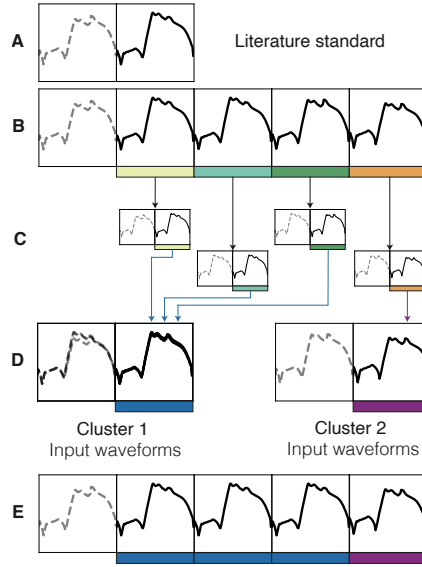 A
Literature standard
B
C
D
Cluster 1
Input waveforms
Cluster 2
Input waveforms
E